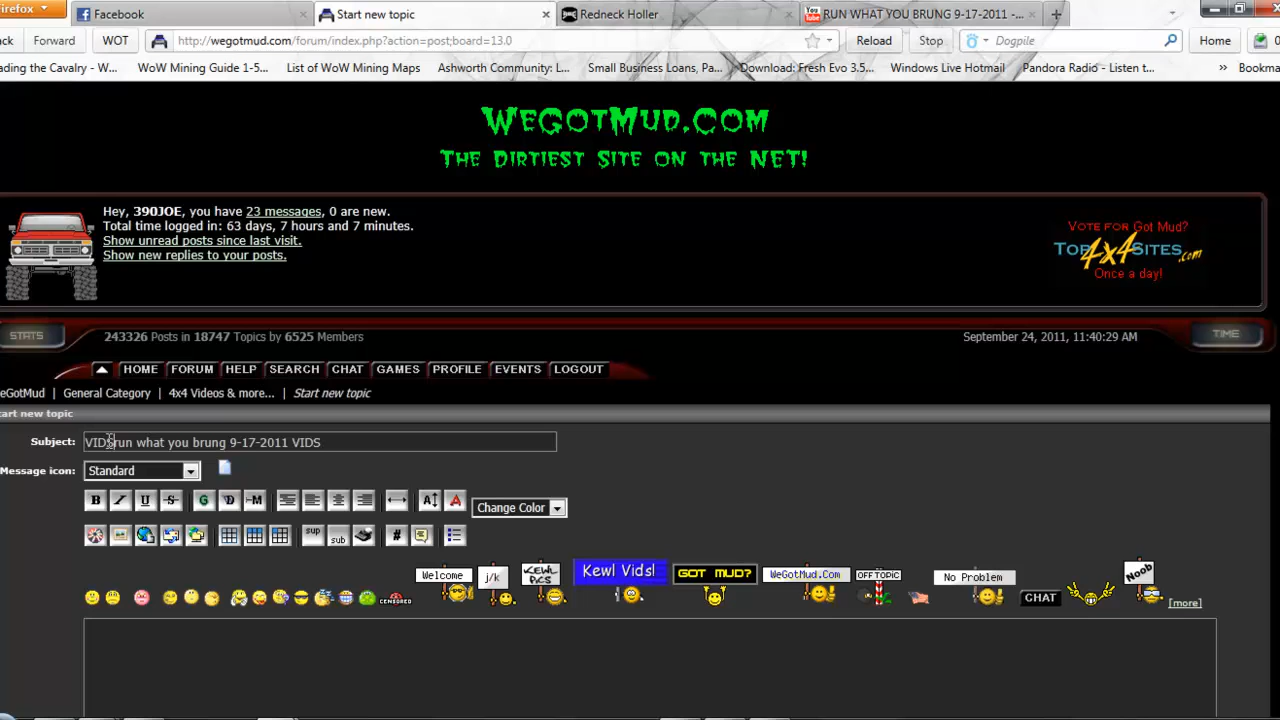 irefox
Facebook
Start new topic
Redneck Holler
RUN WHAT YOU BRUNG 9-17-2011 -...
ack Forward WOT http://wegotmud.com/forum/index.php?action=post;board=13.0 Reload Stop Dogpile Home 0
ading the Cavalry - W... WoW Mining Guide 1-5... List of WoW Mining Maps Ashworth Community: L... Small Business Loans, Pa... Download: Fresh Evo 3.5... Windows Live Hotmail Pandora Radio - Listen t... » Bookma
WeGotMud.Com
The Dirtiest Site on the NET!
Hey, 390JOE, you have 23 messages, 0 are new.
Total time logged in: 63 days, 7 hours and 7 minutes.
Show unread posts since last visit.
Show new replies to your posts.
Vote for Got Mud?
Top 4x4 Sites.com
Once a day!
STATS 243326 Posts in 18747 Topics by 6525 Members September 24, 2011, 11:40:29 AM TIME
HOME FORUM HELP SEARCH CHAT GAMES PROFILE EVENTS LOGOUT
eGotMud General Category 4x4 Videos & more... Start new topic
tart new topic
Subject: VIDSrun what you brung 9-17-2011 VIDS
Message icon: Standard
B I U S G D M A A Change Color
sup sub #
Welcome j/k KEWL PICS Kewl Vids! GOT MUD? WeGotMud.Com OFF TOPIC No Problem Noob
CENSORED CHAT [more]